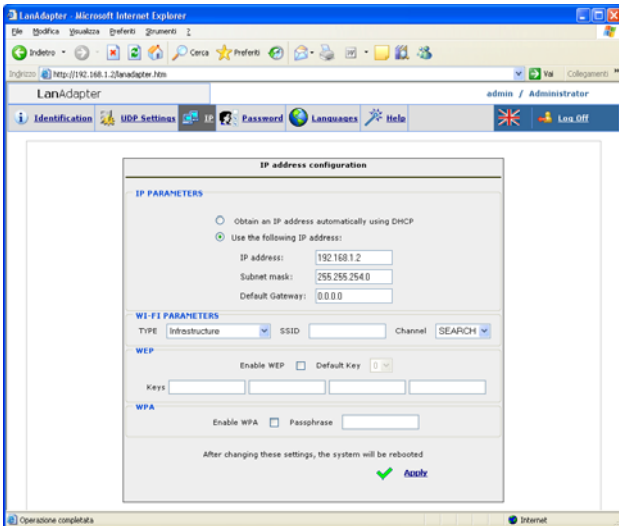 LanAdapter - Microsoft Internet Explorer
File Modifica Visualizza Preferiti Strumenti ?
Indietro Cerca Preferiti
Indirizzo http://192.168.1.2/lanadapter.htm Vai Collegamenti »
LanAdapter admin / Administrator
Identification UDP Settings IP Password Languages Help Log Off
IP address configuration
IP PARAMETERS
Obtain an IP address automatically using DHCP
Use the following IP address:
IP address: 192.168.1.2
Subnet mask: 255.255.254.0
Default Gateway: 0.0.0.0
WI-FI PARAMETERS
TYPE Infrastructure SSID Channel SEARCH
WEP
Enable WEP Default Key 0
Keys
WPA
Enable WPA Passphrase
After changing these settings, the system will be rebooted
Apply
Operazione completata Internet